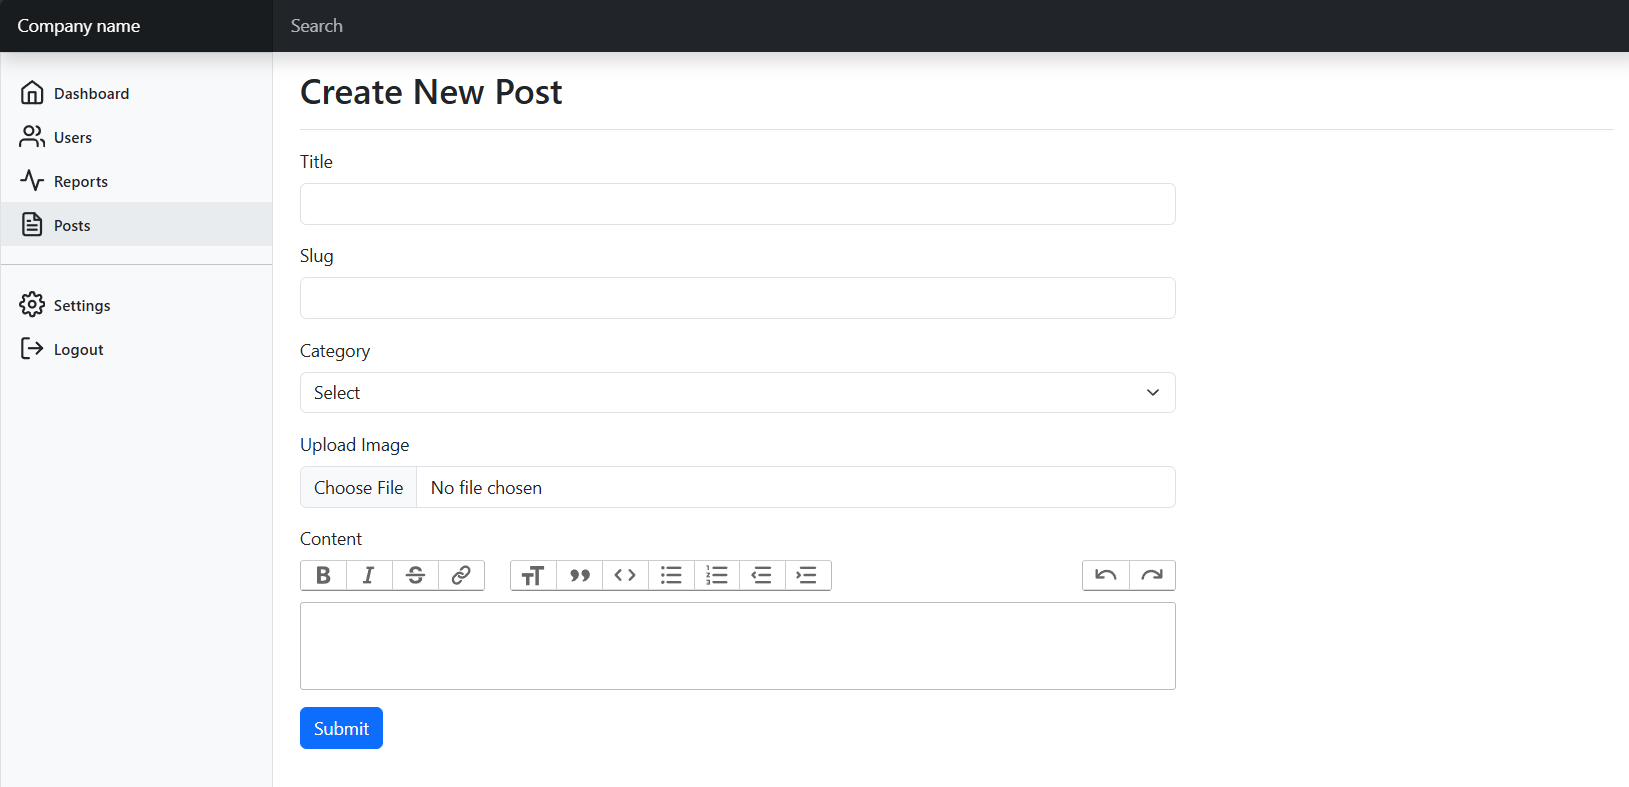 Company name
Search
Dashboard
Users
Reports
Posts
Settings
Logout
Create New Post
Title
Slug
Category
Select
Upload Image
Choose File No file chosen
Content
Submit